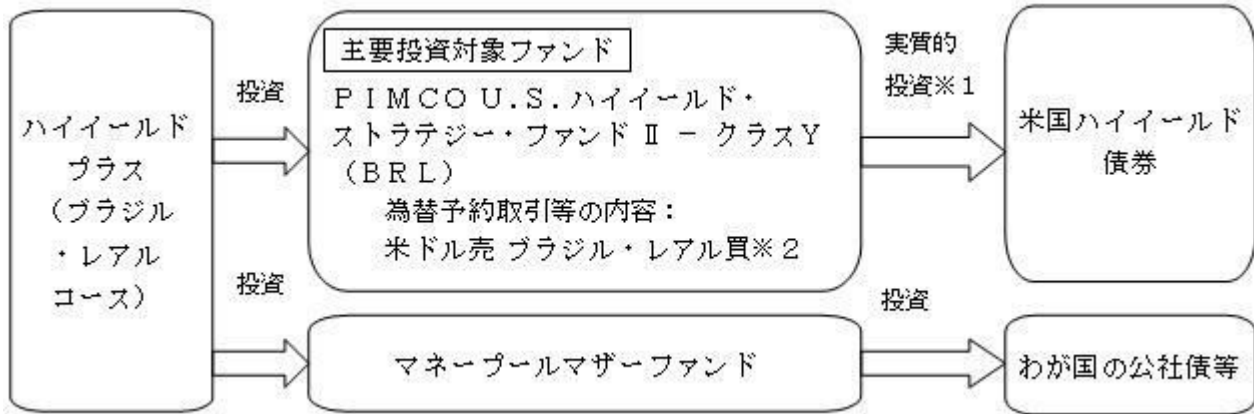 ハイイールド
プラス
（ブラジル
・レアル
コース）
投資
主要投資対象ファンド
ＰＩＭＣＯ U.S.ハイイールド・
ストラテジー・ファンド Ⅱ － クラスＹ
（ＢＲＬ）
為替予約取引等の内容：
米ドル売 ブラジル・レアル買※２
実質的
投資※１
米国ハイイールド
債券
投資
マネープールマザーファンド
投資
わが国の公社債等